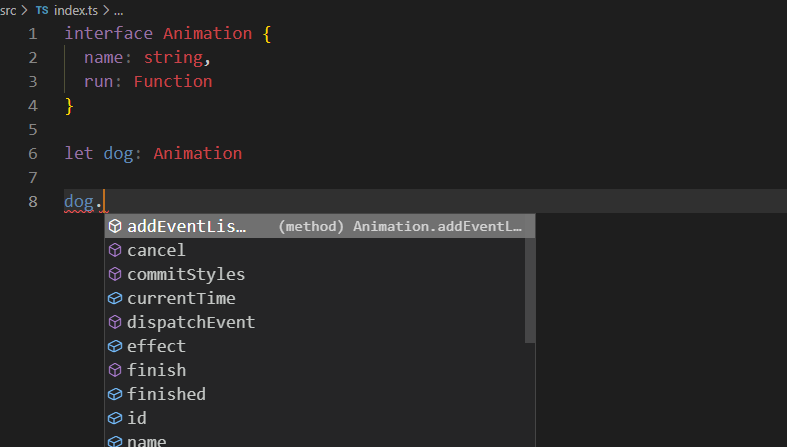 src > TS index.ts > ...
1 interface Animation {
2 name: string,
3 run: Function
4 }
5
6 let dog: Animation
7
8 dog.
addEventLis… (method) Animation.addEventL…
cancel
commitStyles
currentTime
dispatchEvent
effect
finish
finished
id
name